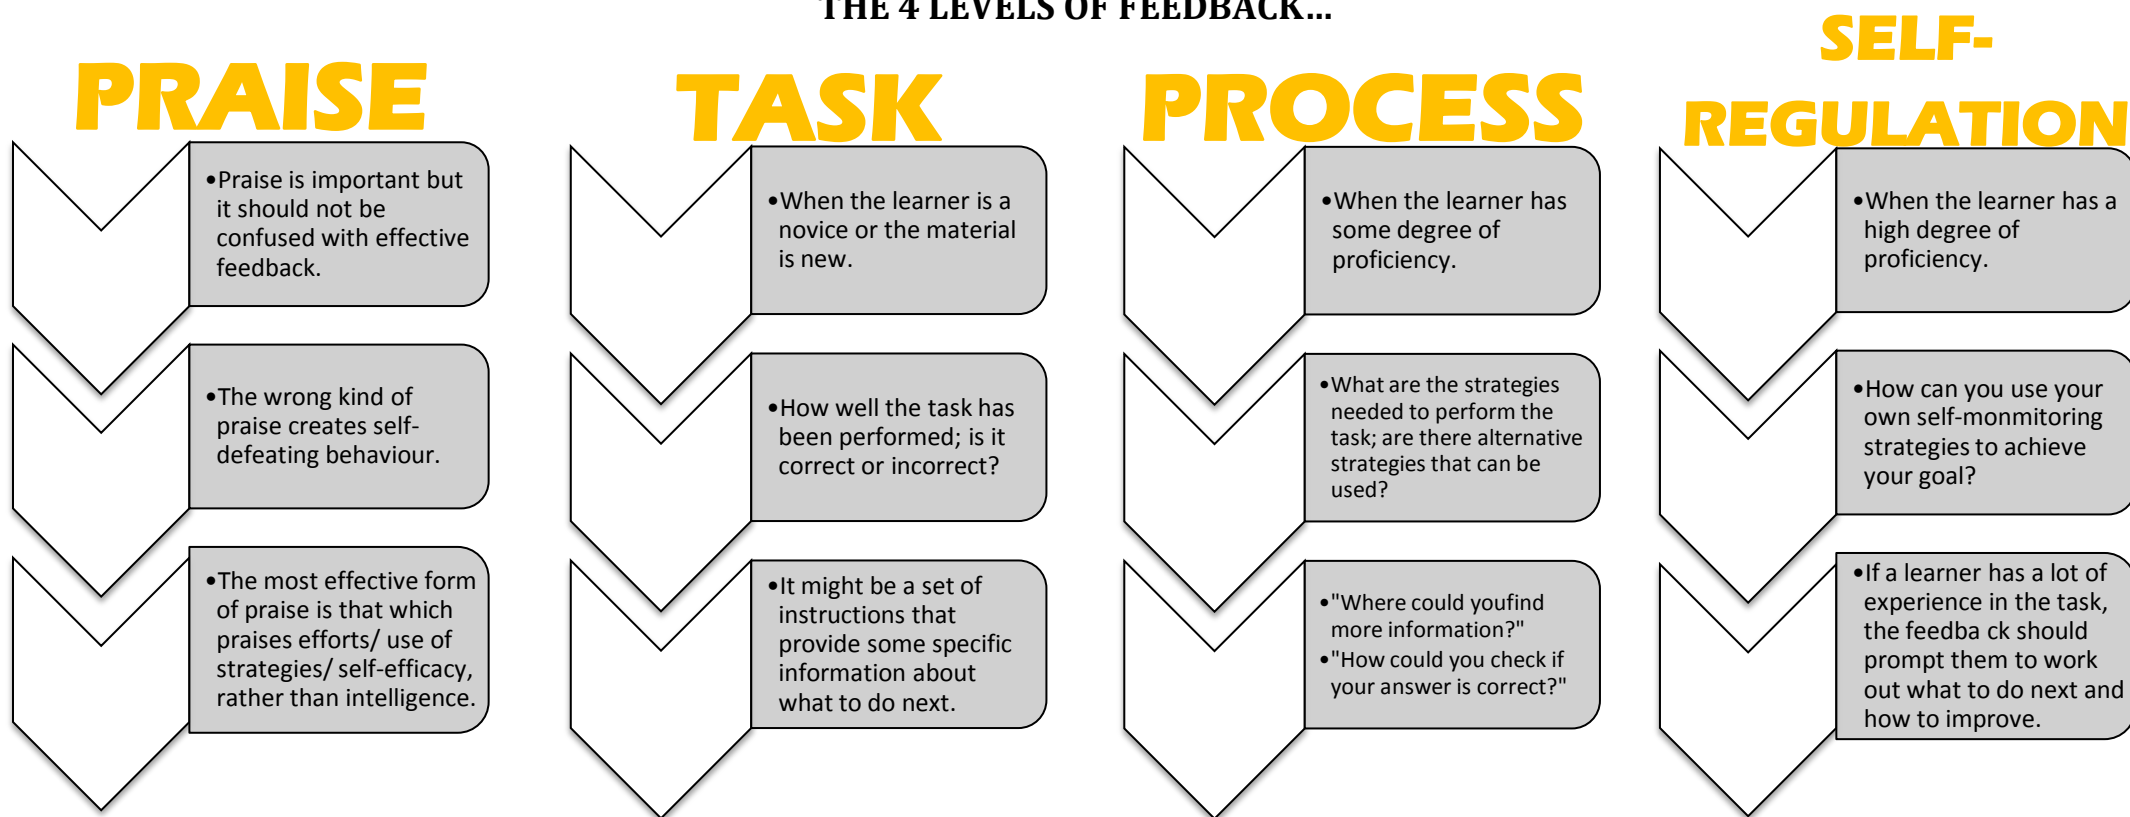 THE 4 LEVELS OF FEEDBACK...
PRAISE
•Praise is important but
it should not be
confused with effective
feedback.
•The wrong kind of
praise creates self-
defeating behaviour.
•The most effective form
of praise is that which
praises efforts/ use of
strategies/ self-efficacy,
rather than intelligence.
TASK
•When the learner is a
novice or the material
is new.
•How well the task has
been performed; is it
correct or incorrect?
•It might be a set of
instructions that
provide some specific
information about
what to do next.
PROCESS
•When the learner has
some degree of
proficiency.
•What are the strategies
needed to perform the
task; are there alternative
strategies that can be
used?
•"Where could youfind
more information?"
•"How could you check if
your answer is correct?"
SELF-
REGULATION
•When the learner has a
high degree of
proficiency.
•How can you use your
own self-monmitoring
strategies to achieve
your goal?
•If a learner has a lot of
experience in the task,
the feedba ck should
prompt them to work
out what to do next and
how to improve.